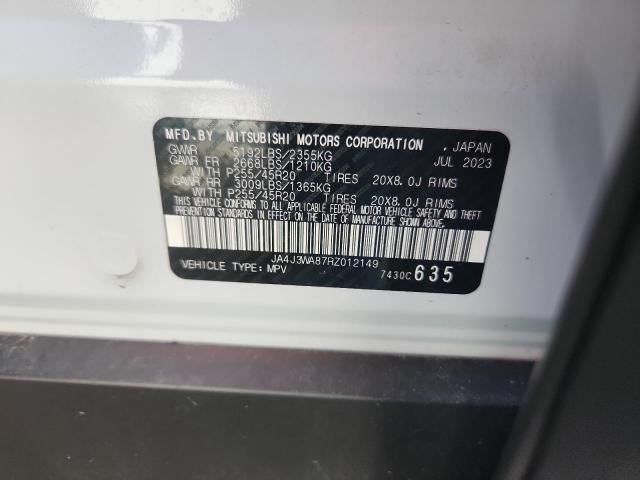 MFD.BY MITSUBISHI MOTORS CORPORATION , JAPAN
GVWR 5192LBS/2355KG JUL 2023
GAWR FR 2668LBS/1210KG
WITH P255/45R20 TIRES 20X8.0J RIMS
GAWR RR 3009LBS/1365KG
WITH P255/45R20 TIRES 20X8.0J RIMS
THIS VEHICLE CONFORMS TO ALL APPLICABLE FEDERAL MOTOR VEHICLE SAFETY AND THEFT
PREVENTION STANDARDS IN EFFECT ON THE DATE OF MANUFACTURE SHOWN ABOVE.
JA4J3WA87RZ012149
VEHICLE TYPE: MPV 7430C 635